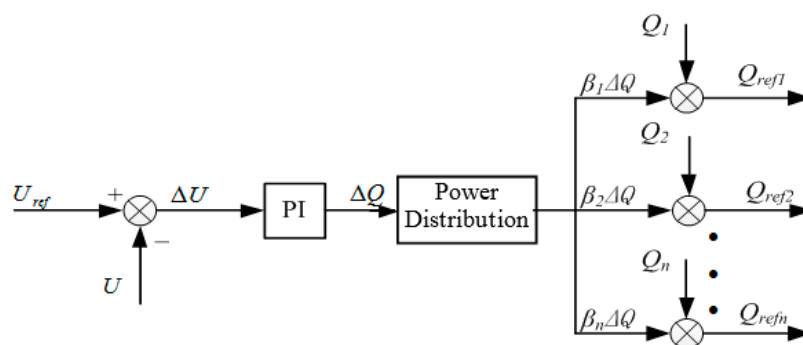 Q1
β1ΔQ
Qref1
Q2
Uref
+
ΔU
PI
ΔQ
Power
Distribution
β2ΔQ
Qref2
−
U
Qn
βnΔQ
Qrefn